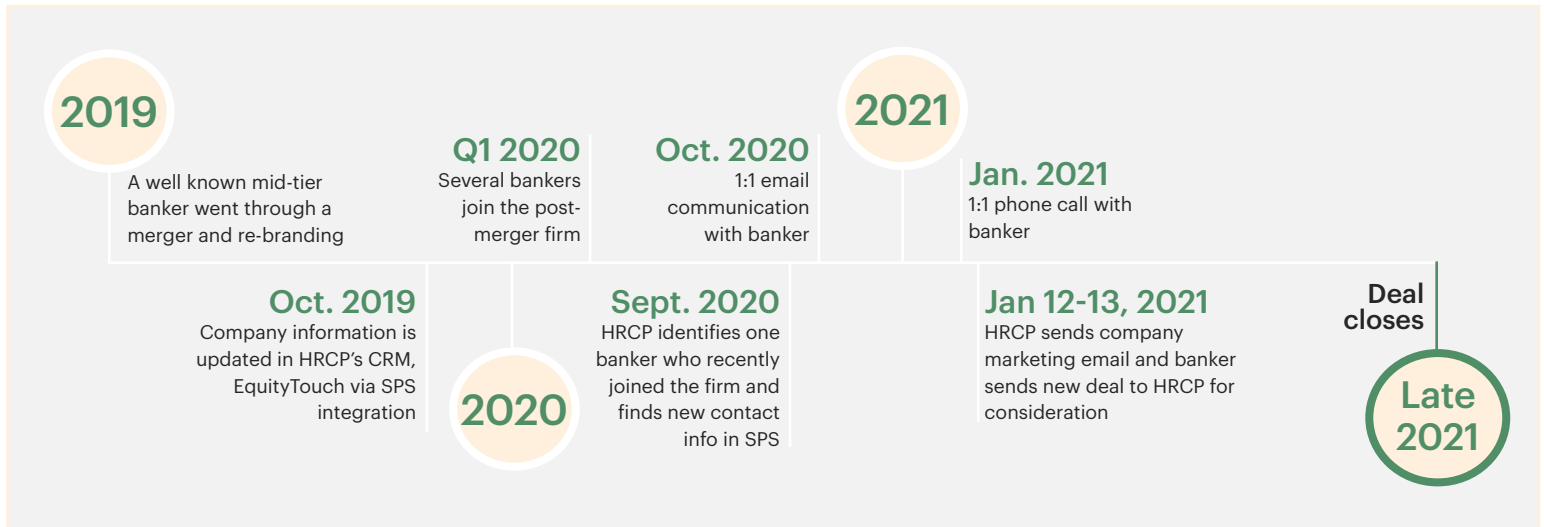 2019
A well known mid-tier
banker went through a
merger and re-branding
Oct. 2019
Company information is
updated in HRCP’s CRM,
EquityTouch via SPS
integration
2020
Q1 2020
Several bankers
join the post-
merger firm
Sept. 2020
HRCP identifies one
banker who recently
joined the firm and
finds new contact
info in SPS
Oct. 2020
1:1 email
communication
with banker
2021
Jan. 2021
1:1 phone call with
banker
Jan 12-13, 2021
HRCP sends company
marketing email and banker
sends new deal to HRCP for
consideration
Deal
closes
Late
2021